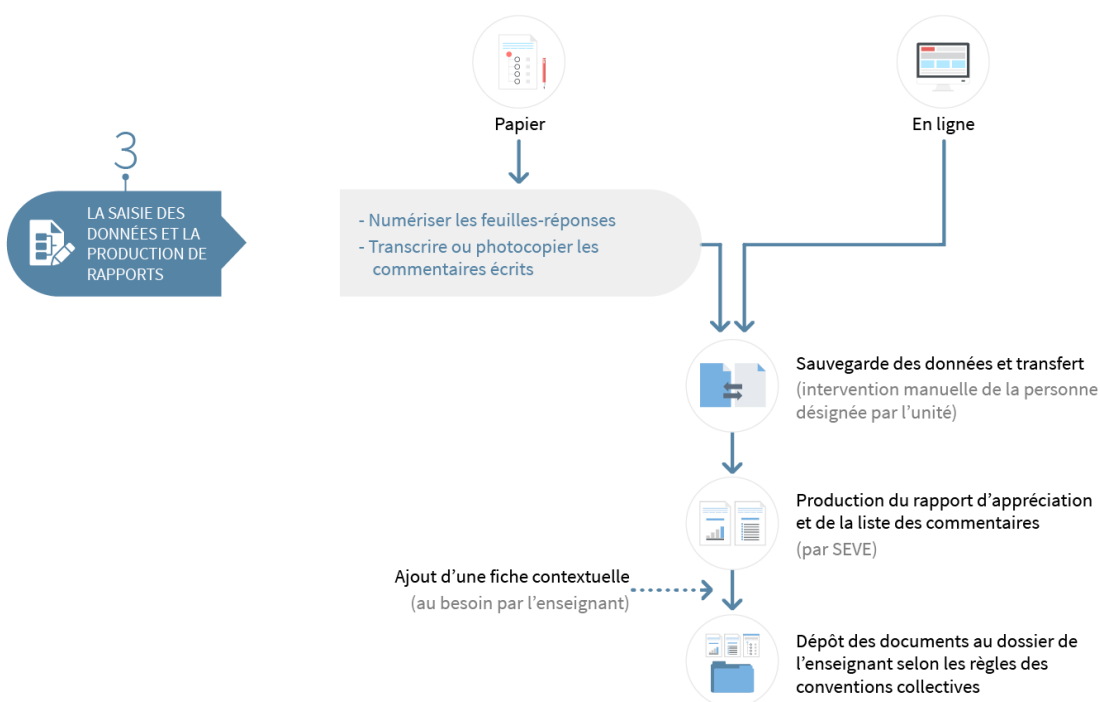 Papier
En ligne
3
LA SAISIE DES
DONNÉES ET LA
PRODUCTION DE
RAPPORTS
- Numériser les feuilles-réponses
- Transcrire ou photocopier les
commentaires écrits
Sauvegarde des données et transfert
(intervention manuelle de la personne
désignée par l’unité)
Production du rapport d’appréciation
et de la liste des commentaires
(par SEVE)
Ajout d’une fiche contextuelle
(au besoin par l’enseignant)
Dépôt des documents au dossier de
l’enseignant selon les règles des
conventions collectives